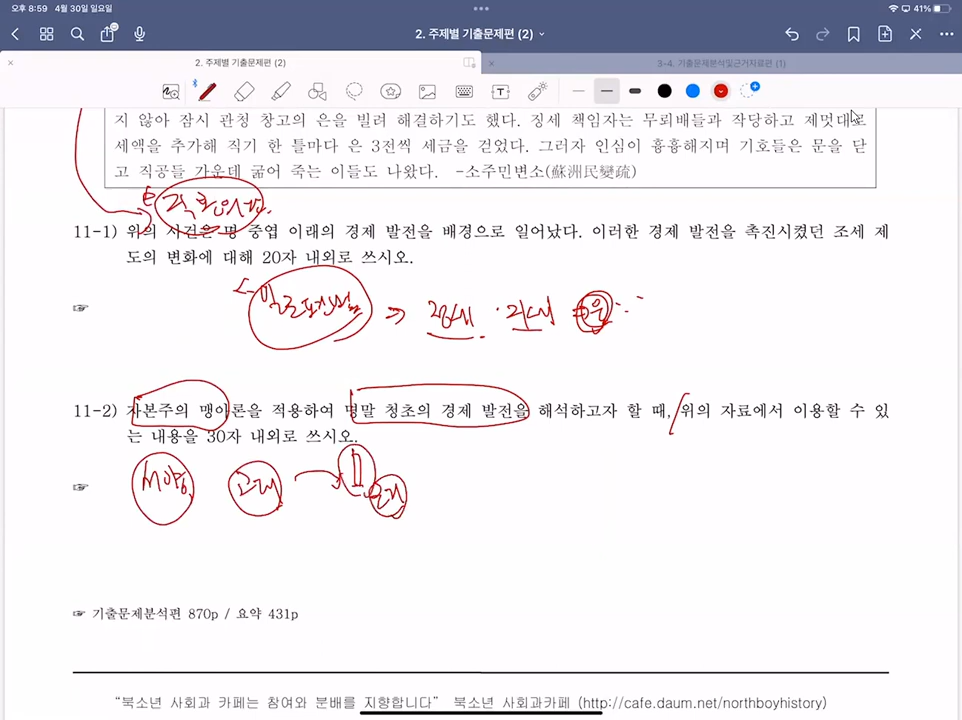 오후 8:59 4월 30일 일요일
41%
2. 주제별 기출문제편 (2)
2. 주제별 기출문제편 (2)
3-4. 기출문제분석및근거자료편 (1)
지 않아 잠시 관청 창고의 은을 빌려 해결하기도 했다. 징세 책임자는 무뢰배들과 작당하고 제멋대로
세액을 추가해 직기 한 틀마다 은 3전씩 세금을 걷었다. 그러자 인심이 흉흉해지며 기호들은 문을 닫
고 직공들 가운데 굶어 죽는 이들도 나왔다. -소주민변소(蘇洲民變疏)
11-1) 위의 사건은 명 중엽 이래의 경제 발전을 배경으로 일어났다. 이러한 경제 발전을 촉진시켰던 조세 제
도의 변화에 대해 20자 내외로 쓰시오.
☞
은
11-2) 자본주의 맹아론을 적용하여 명말 청초의 경제 발전을 해석하고자 할 때, 위의 자료에서 이용할 수 있
는 내용을 30자 내외로 쓰시오.
☞ 서양 고대
☞ 기출문제분석편 870p / 요약 431p
“북소년 사회과 카페는 참여와 분배를 지향합니다” 북소년 사회과카페 (http://cafe.daum.net/northboyhistory)